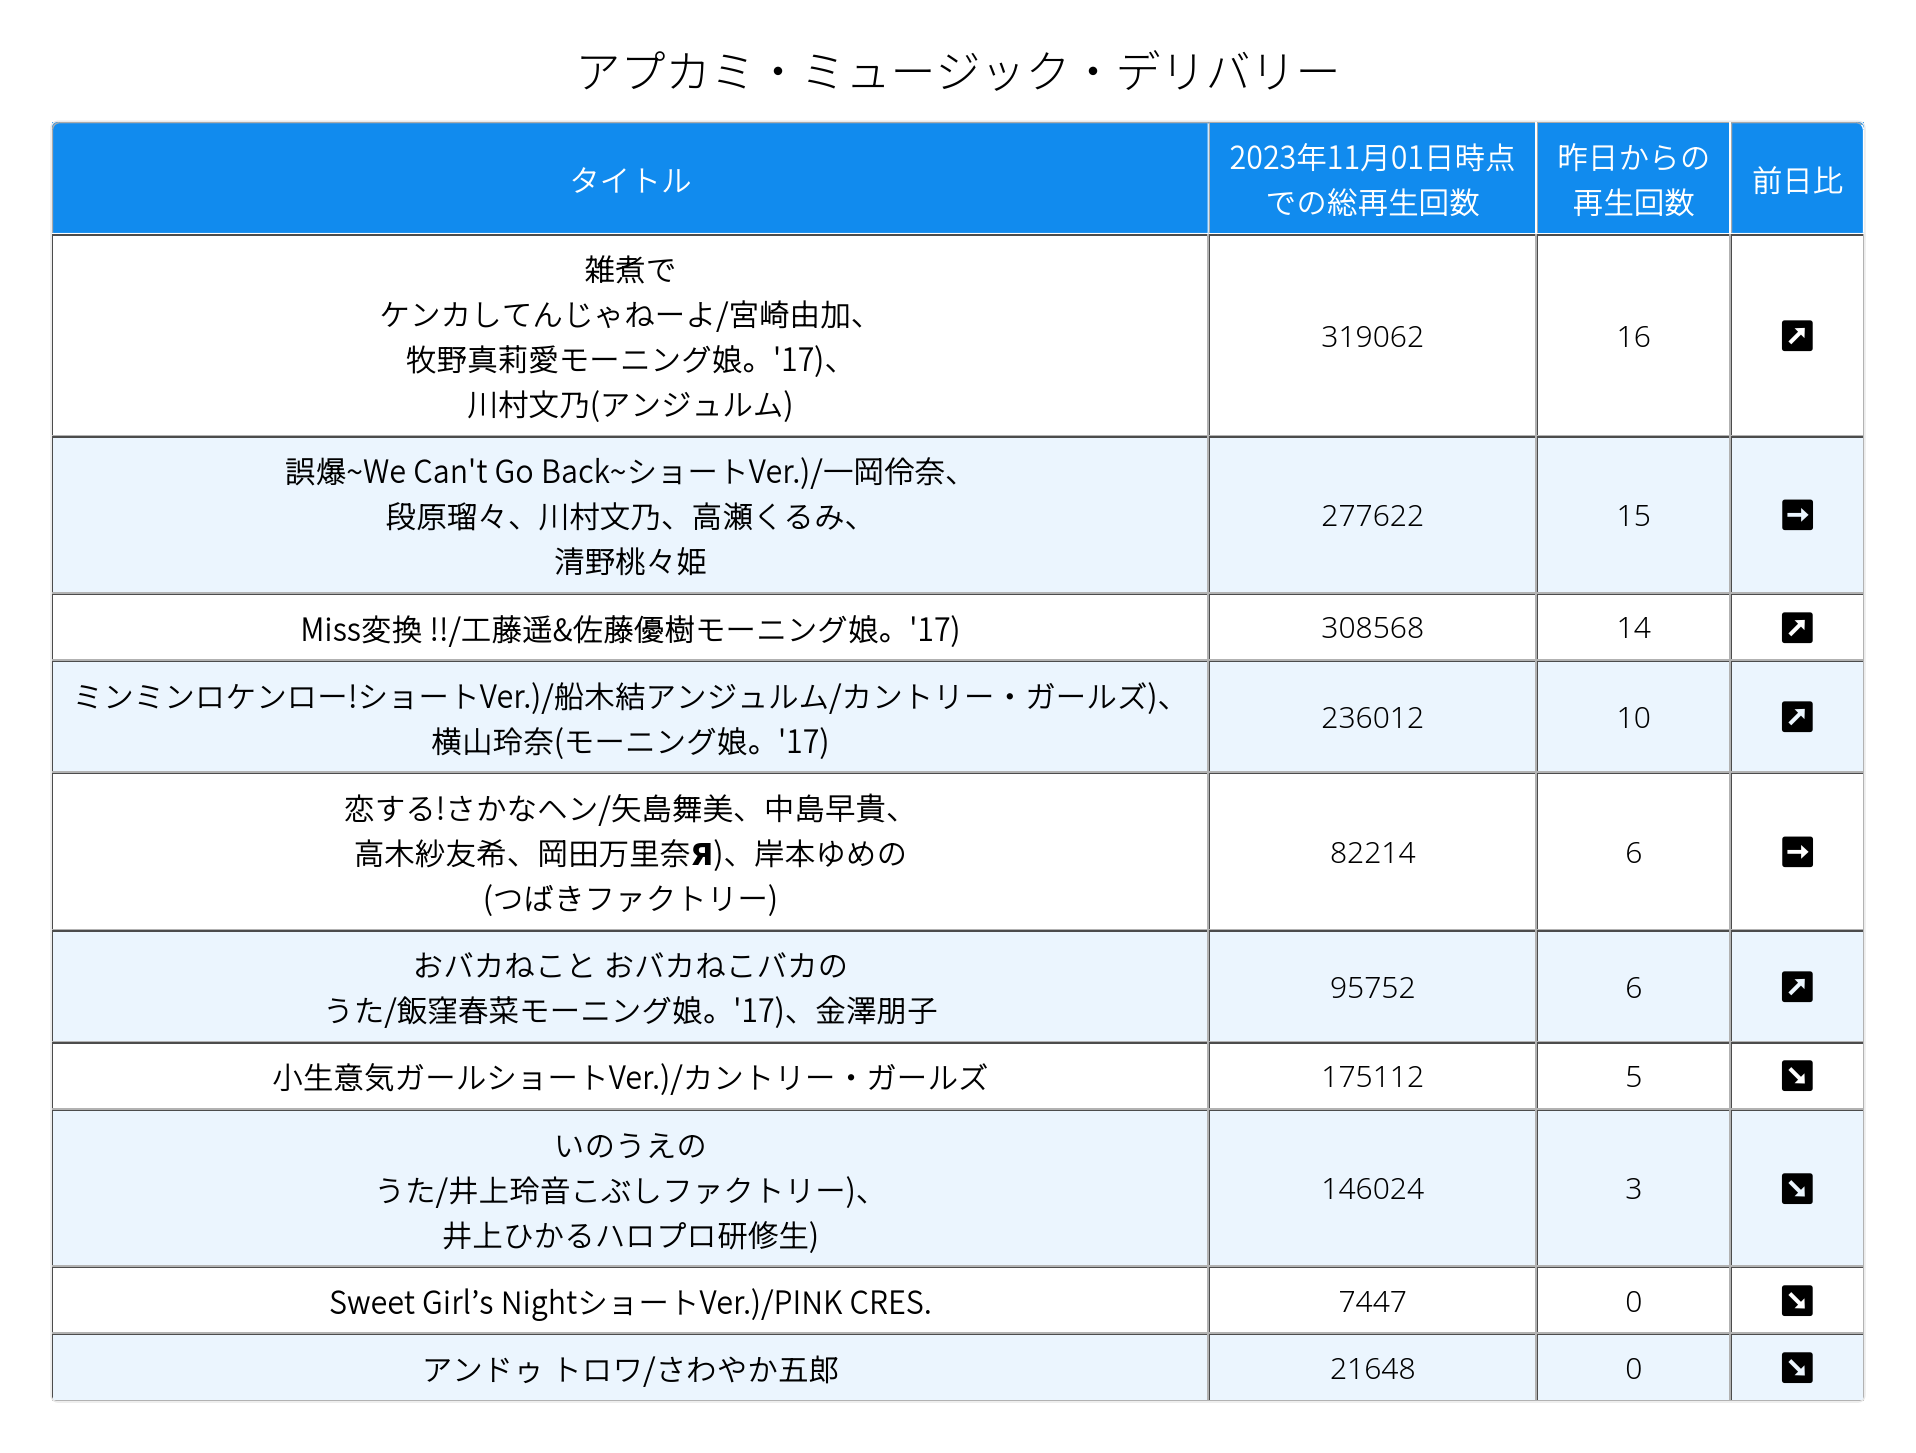 アプカミ・ミュージック・デリバリー
タイトル
2023年11月01日時点
での総再生回数
昨日からの
再生回数
前日比
雑煮で
ケンカしてんじゃねーよ/宮崎由加、
牧野真莉愛モーニング娘。'17)、
川村文乃(アンジュルム)
319062
16
誤爆~We Can't Go Back~ショートVer.)/一岡伶奈、
段原瑠々、川村文乃、高瀬くるみ、
清野桃々姫
277622
15
Miss変換 !!/工藤遥&佐藤優樹モーニング娘。'17)
308568
14
ミンミンロケンロー!ショートVer.)/船木結アンジュルム/カントリー・ガールズ)、
横山玲奈(モーニング娘。'17)
236012
10
恋する!さかなヘン/矢島舞美、中島早貴、
高木紗友希、岡田万里奈Я)、岸本ゆめの
(つばきファクトリー)
82214
6
おバカねこと おバカねこバカの
うた/飯窪春菜モーニング娘。'17)、金澤朋子
95752
6
小生意気ガールショートVer.)/カントリー・ガールズ
175112
5
いのうえの
うた/井上玲音こぶしファクトリー)、
井上ひかるハロプロ研修生)
146024
3
Sweet Girl’s NightショートVer.)/PINK CRES.
7447
0
アンドゥ トロワ/さわやか五郎
21648
0